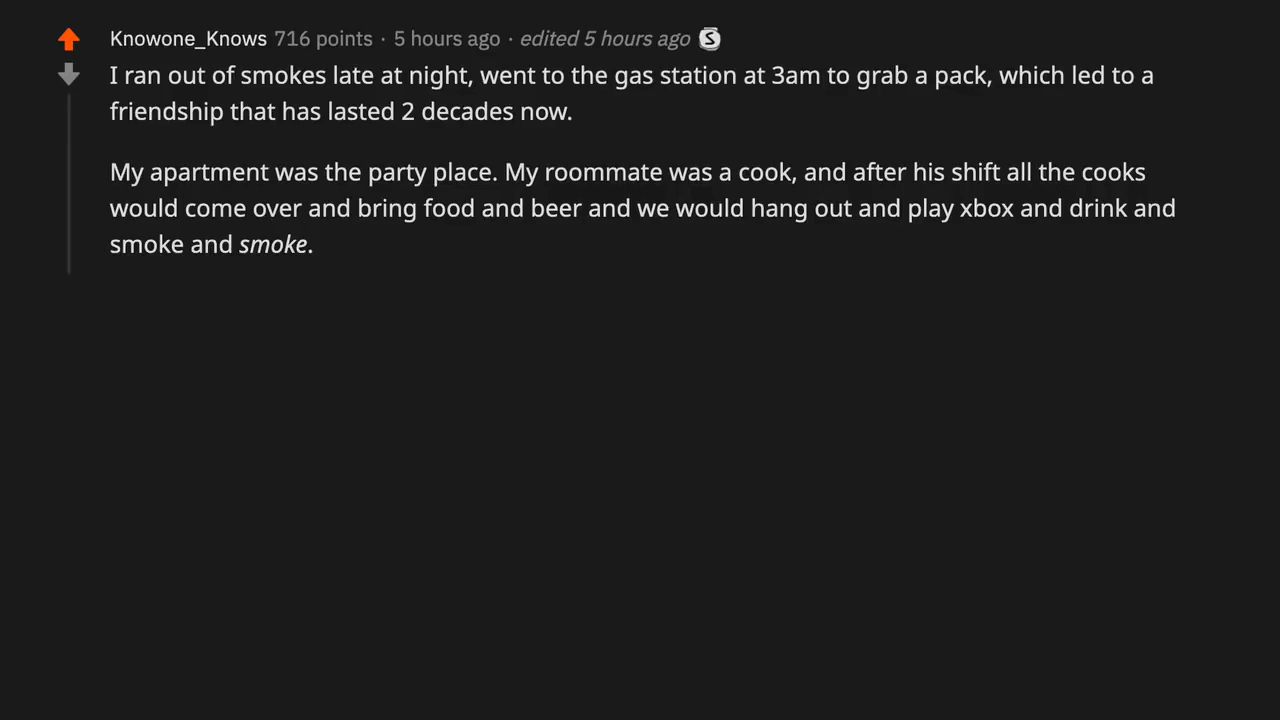 Knowone_Knows 716 points · 5 hours ago · edited 5 hours ago S
I ran out of smokes late at night, went to the gas station at 3am to grab a pack, which led to a
friendship that has lasted 2 decades now.
My apartment was the party place. My roommate was a cook, and after his shift all the cooks
would come over and bring food and beer and we would hang out and play xbox and drink and
smoke and smoke.